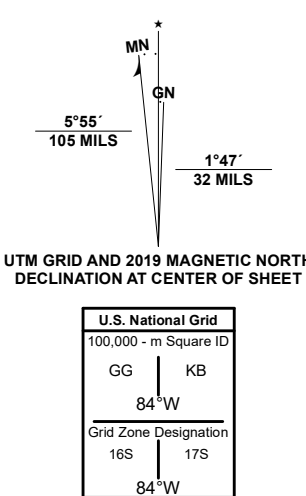 ★
MN
GN
5°55´
105 MILS
1°47´
32 MILS
UTM GRID AND 2019 MAGNETIC NORTH
DECLINATION AT CENTER OF SHEET
U.S. National Grid
100,000 - m Square ID
GG KB
84°W
Grid Zone Designation
16S 17S
84°W